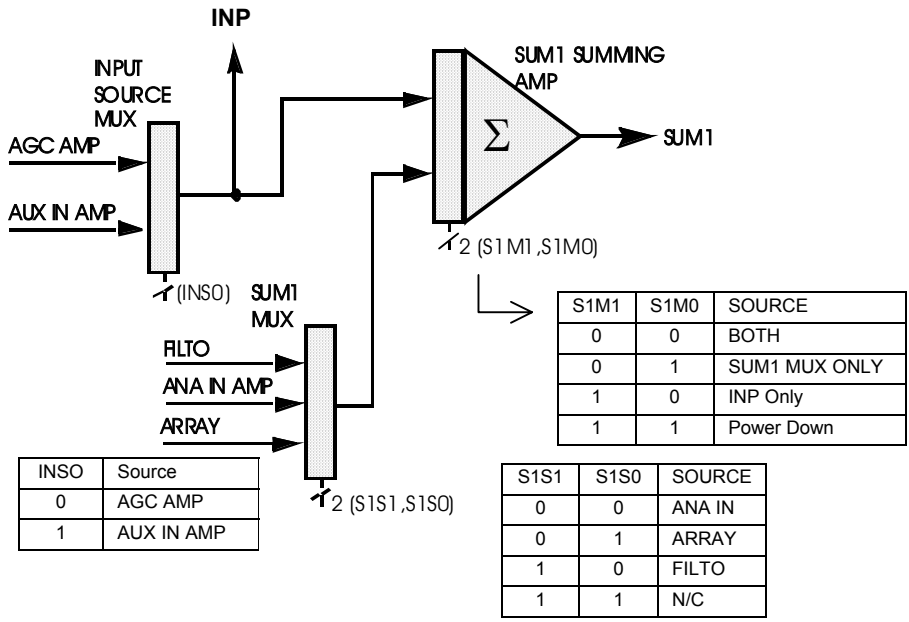 INP
INPUT
SOURCE
MUX
SUM1 SUMMING
AMP
AGC AMP
Σ
SUM1
AUX IN AMP
2 (S1M1,S1M0)
(INS0)
SUM1
MUX
FILTO
ANA IN AMP
ARRAY
2 (S1S1,S1S0)
S1M1 S1M0 SOURCE
0 0 BOTH
0 1 SUM1 MUX ONLY
1 0 INP Only
1 1 Power Down
INSO Source
0 AGC AMP
1 AUX IN AMP
S1S1 S1S0 SOURCE
0 0 ANA IN
0 1 ARRAY
1 0 FILTO
1 1 N/C